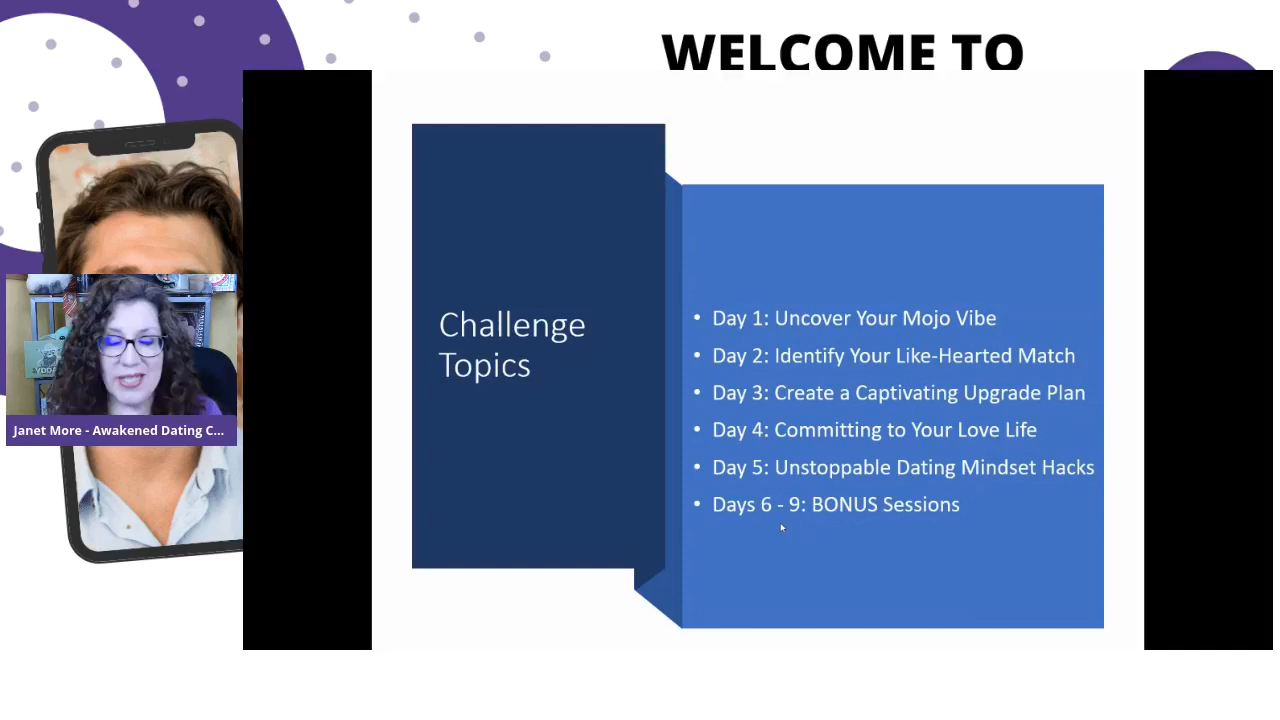 WELCOME TO
Challenge
Topics
• Day 1: Uncover Your Mojo Vibe
• Day 2: Identify Your Like-Hearted Match
• Day 3: Create a Captivating Upgrade Plan
• Day 4: Committing to Your Love Life
• Day 5: Unstoppable Dating Mindset Hacks
• Days 6 - 9: BONUS Sessions
YODA
Janet More - Awakened Dating C...